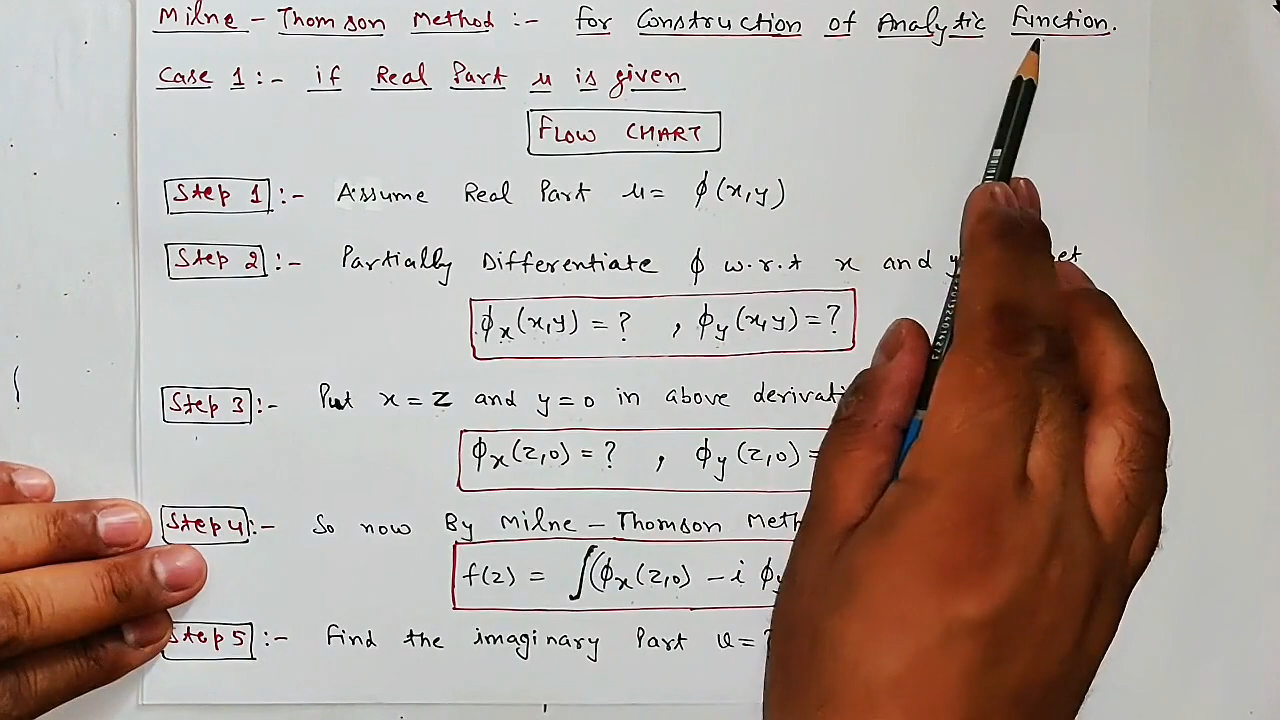 Milne - Thomson Method :- for Construction of Analytic Function.
Case 1 :- if Real Part u is given
FLOW CHART
Step 1 :- Assume Real Part u = ϕ(x,y)
Step 2 :- Partially Differentiate ϕ w.r.t x and y
ϕx(x,y) = ? , ϕy(x,y) = ?
Step 3 :- Put x = z and y = 0 in above
ϕx(z,0) = ? , ϕy(z,0) =
Step 4 :- So now By Milne - Thomson
f(z) = ∫(ϕx(z,0) - i ϕy
Step 5 :- Find the imaginary Part v = ?